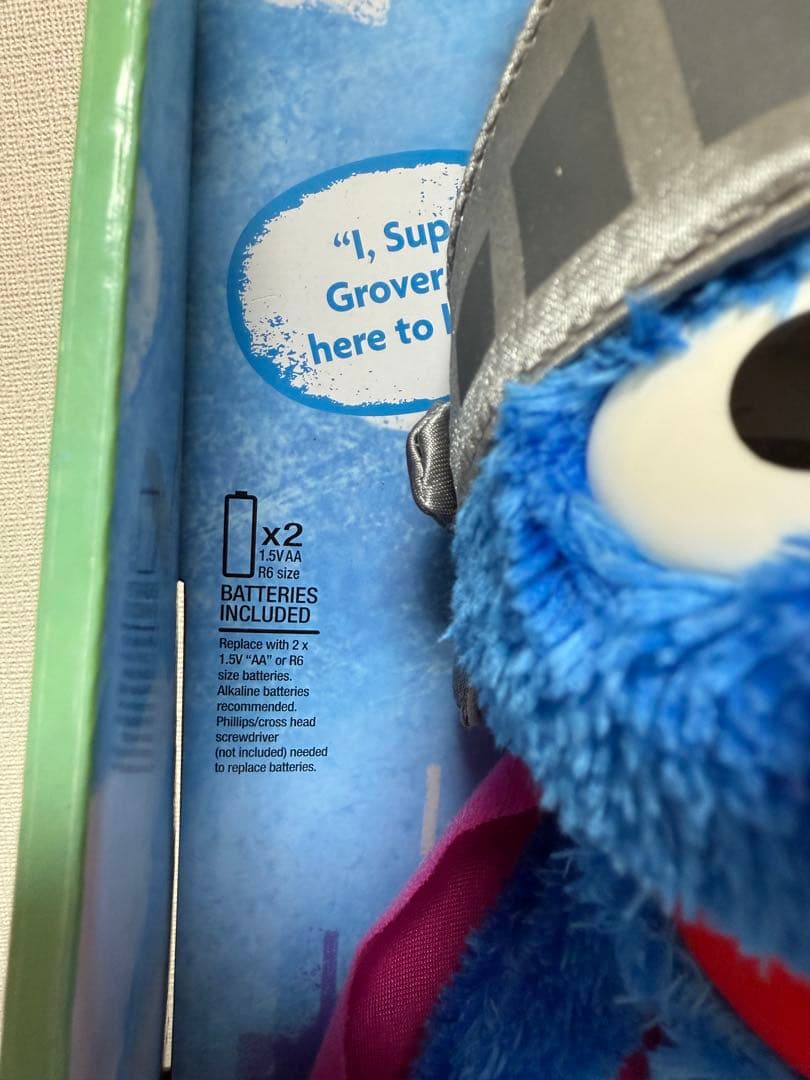 “I, Sup
Grover,
here to
x2
1.5V AA
R6 size
BATTERIES
INCLUDED
Replace with 2 x
1.5V “AA” or R6
size batteries.
Alkaline batteries
recommended.
Phillips/cross head
screwdriver
(not included) needed
to replace batteries.